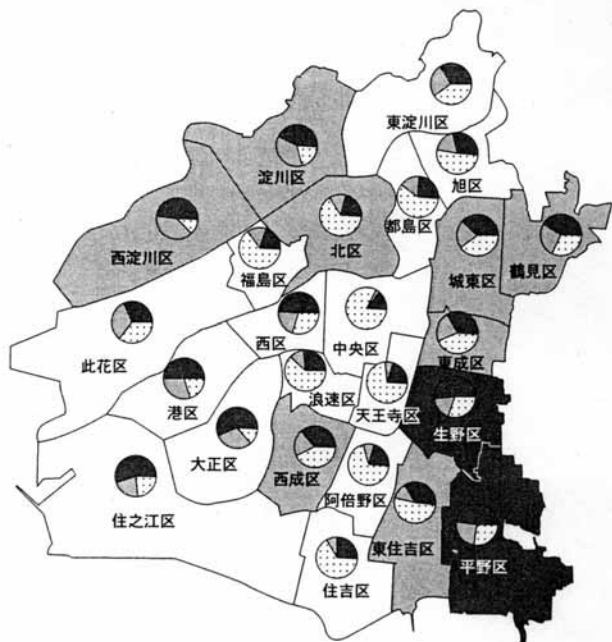 東淀川区
淀川区
旭区
都島区
西淀川区
北区
福島区
城東区
鶴見区
此花区
西区
中央区
東成区
港区
浪速区
天王寺区
生野区
大正区
西成区
阿倍野区
住之江区
東住吉区
平野区
住吉区